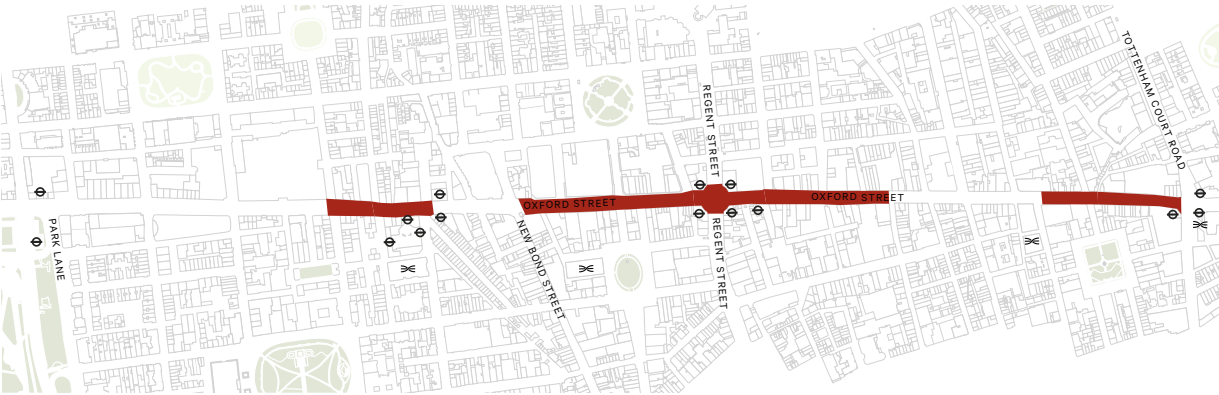 TOTTENHAM COURT ROAD
REGENT STREET
OXFORD STREET
OXFORD STREET
PARK LANE
NEW BOND STREET
REGENT STREET